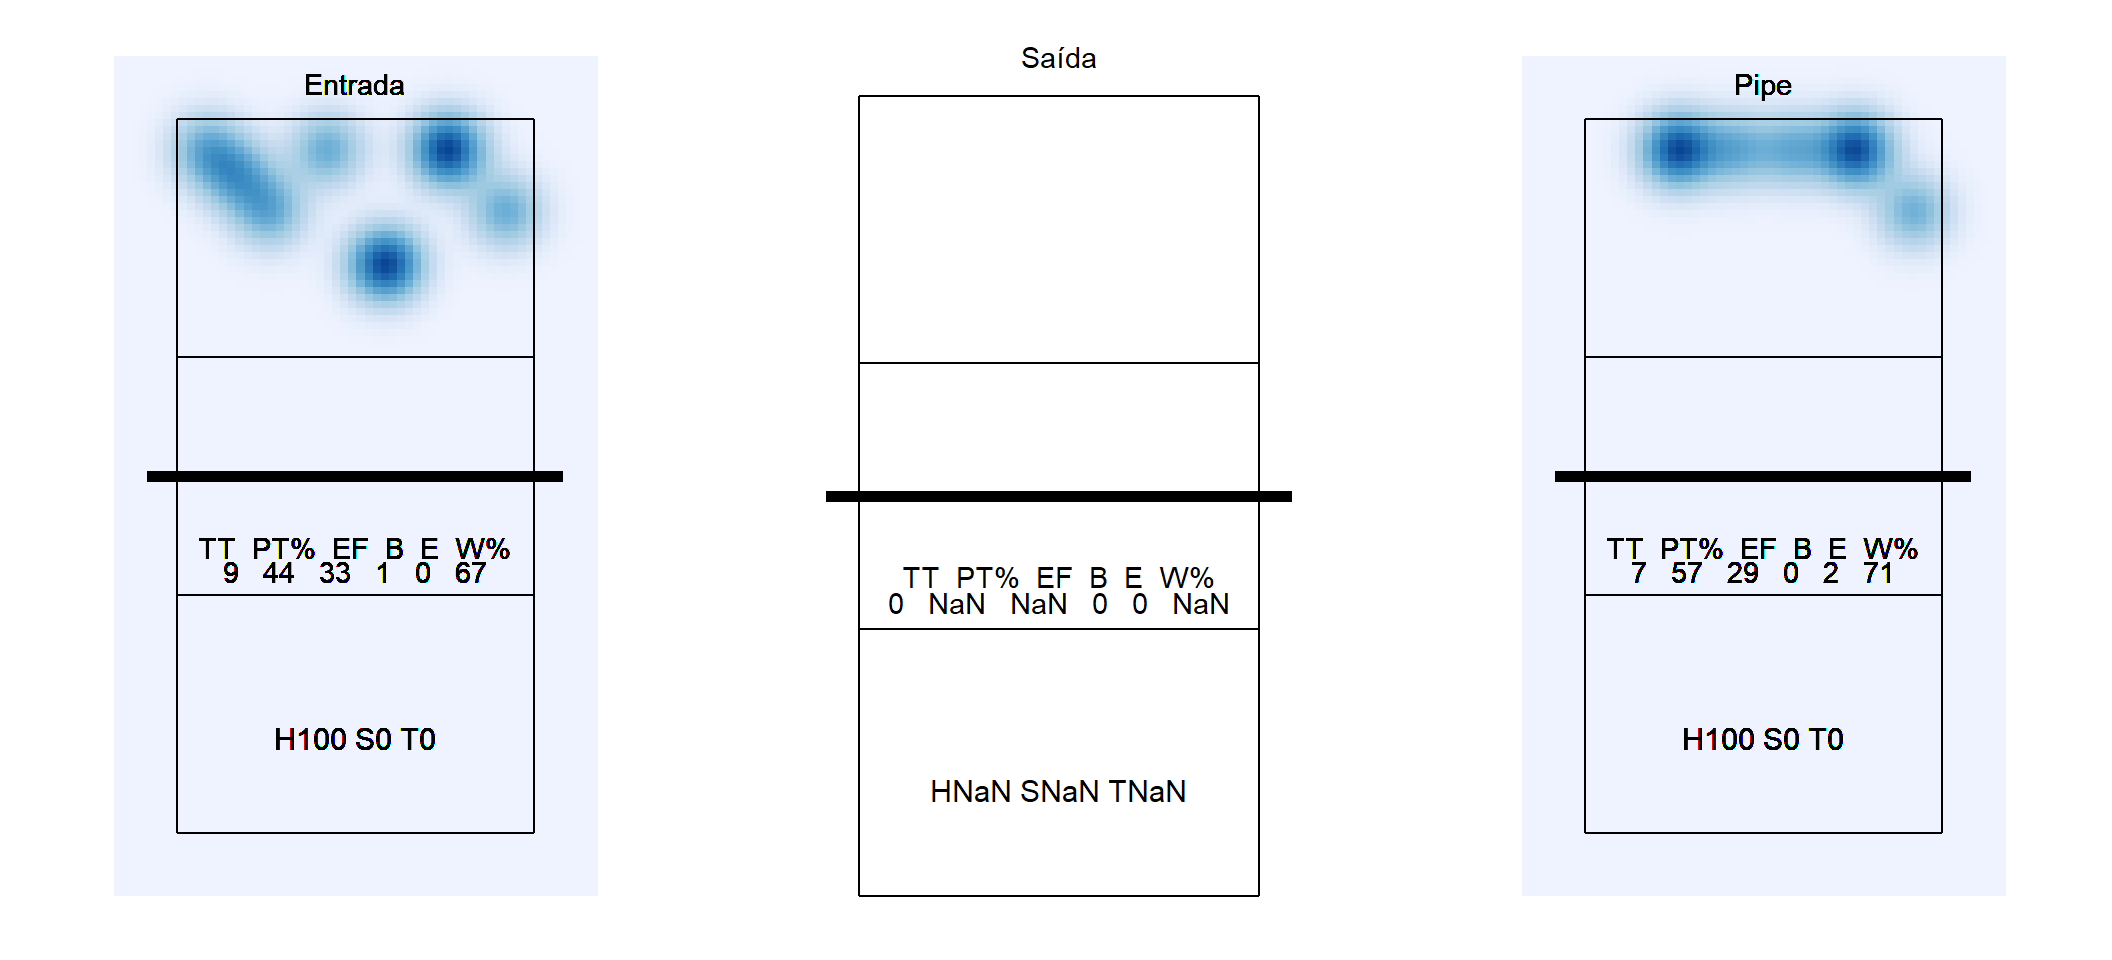 Entrada
TT PT% EF B E W%
9 44 33 1 0 67
H100 S0 T0
Saída
TT PT% EF B E W%
0 NaN NaN 0 0 NaN
HNaN SNaN TNaN
Pipe
TT PT% EF B E W%
7 57 29 0 2 71
H100 S0 T0